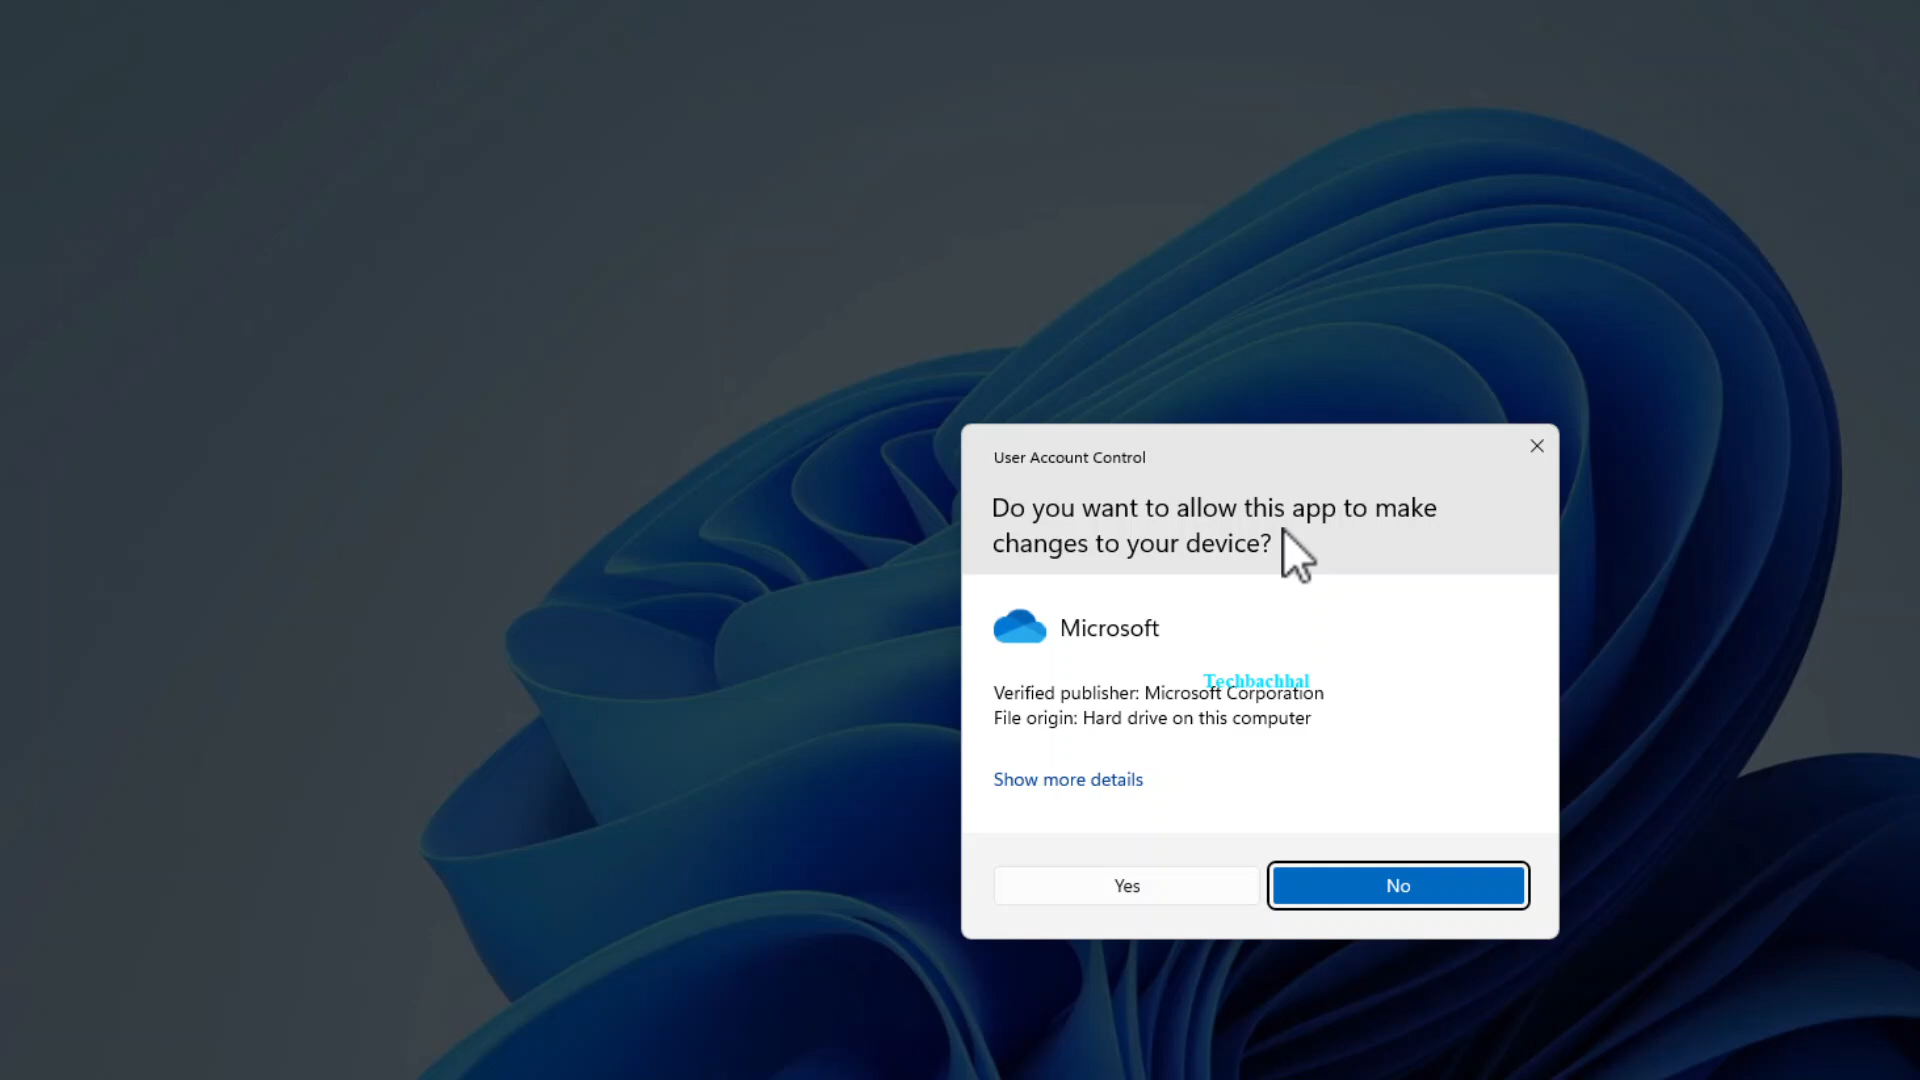 User Account Control
Do you want to allow this app to make
changes to your device?
Microsoft
Techbachhal
Verified publisher: Microsoft Corporation
File origin: Hard drive on this computer
Show more details
Yes
No